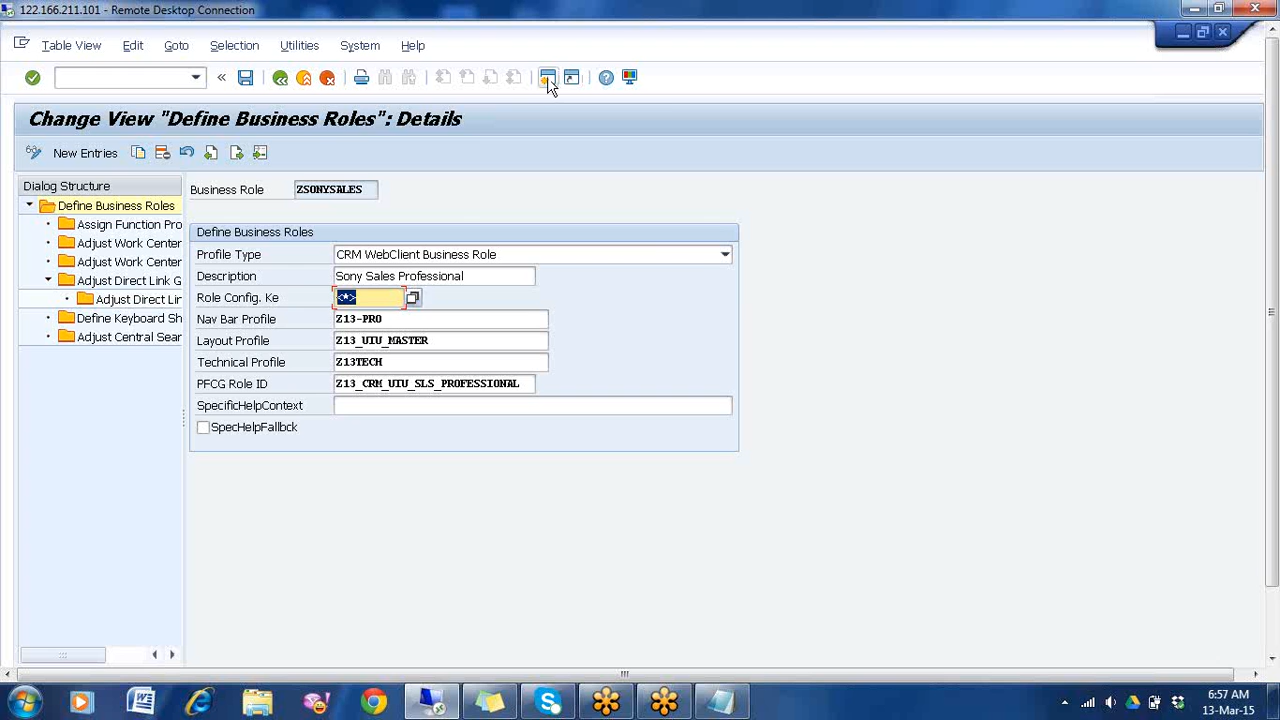 122.166.211.101 - Remote Desktop Connection
Table View Edit Goto Selection Utilities System Help
Change View "Define Business Roles": Details
New Entries
Dialog Structure
Define Business Roles
Assign Function Pro
Adjust Work Center
Adjust Work Center
Adjust Direct Link G
Adjust Direct Lir
Define Keyboard Sh
Adjust Central Sear
Business Role ZSONYSALES
Define Business Roles
Profile Type CRM WebClient Business Role
Description Sony Sales Professional
Role Config. Ke <*>
Nav Bar Profile Z13-PRO
Layout Profile Z13_UIU_MASTER
Technical Profile Z13TECH
PFCG Role ID Z13_CRM_UIU_SLS_PROFESSIONAL
SpecificHelpContext
SpecHelpFallbck
6:57 AM
13-Mar-15